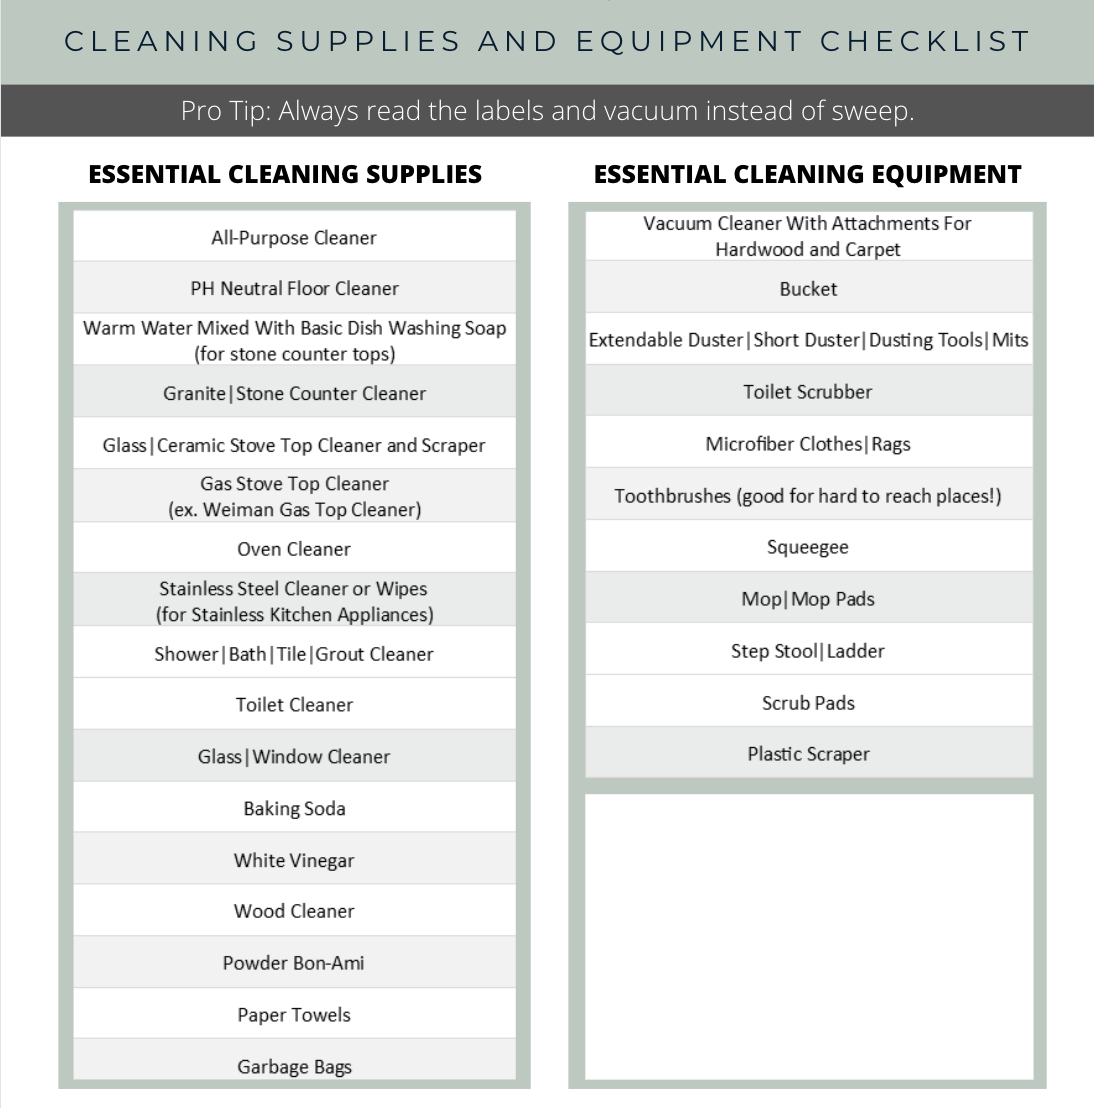 CLEANING SUPPLIES AND EQUIPMENT CHECKLIST
Pro Tip: Always read the labels and vacuum instead of sweep.
ESSENTIAL CLEANING SUPPLIES
All-Purpose Cleaner
PH Neutral Floor Cleaner
Warm Water Mixed With Basic Dish Washing Soap
(for stone counter tops)
Granite|Stone Counter Cleaner
Glass|Ceramic Stove Top Cleaner and Scraper
Gas Stove Top Cleaner
(ex. Weiman Gas Top Cleaner)
Oven Cleaner
Stainless Steel Cleaner or Wipes
(for Stainless Kitchen Appliances)
Shower|Bath|Tile|Grout Cleaner
Toilet Cleaner
Glass|Window Cleaner
Baking Soda
White Vinegar
Wood Cleaner
Powder Bon-Ami
Paper Towels
Garbage Bags
ESSENTIAL CLEANING EQUIPMENT
Vacuum Cleaner With Attachments For
Hardwood and Carpet
Bucket
Extendable Duster|Short Duster|Dusting Tools|Mits
Toilet Scrubber
Microfiber Clothes|Rags
Toothbrushes (good for hard to reach places!)
Squeegee
Mop|Mop Pads
Step Stool|Ladder
Scrub Pads
Plastic Scraper